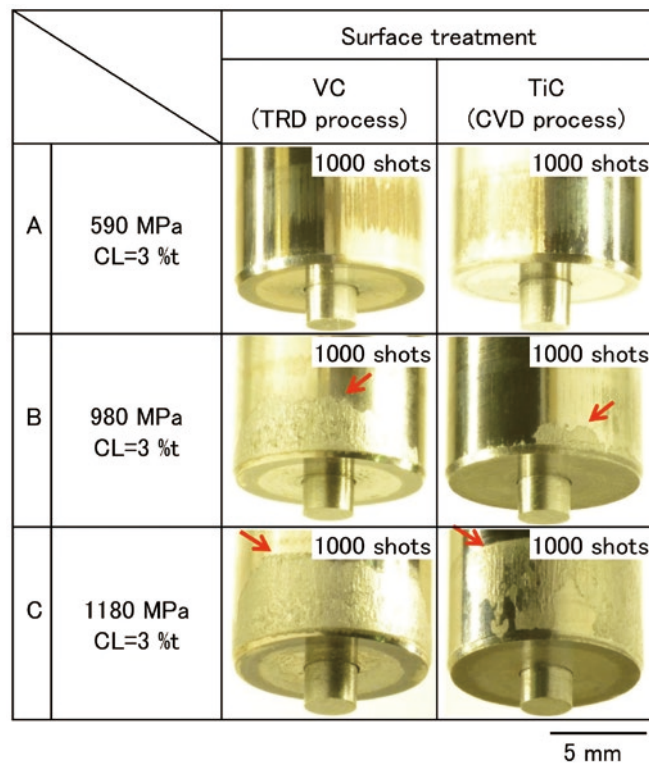 Surface treatment
VC
(TRD process)
TiC
(CVD process)
A
590 MPa
CL=3 %t
1000 shots
1000 shots
B
980 MPa
CL=3 %t
1000 shots
1000 shots
C
1180 MPa
CL=3 %t
1000 shots
1000 shots
5 mm